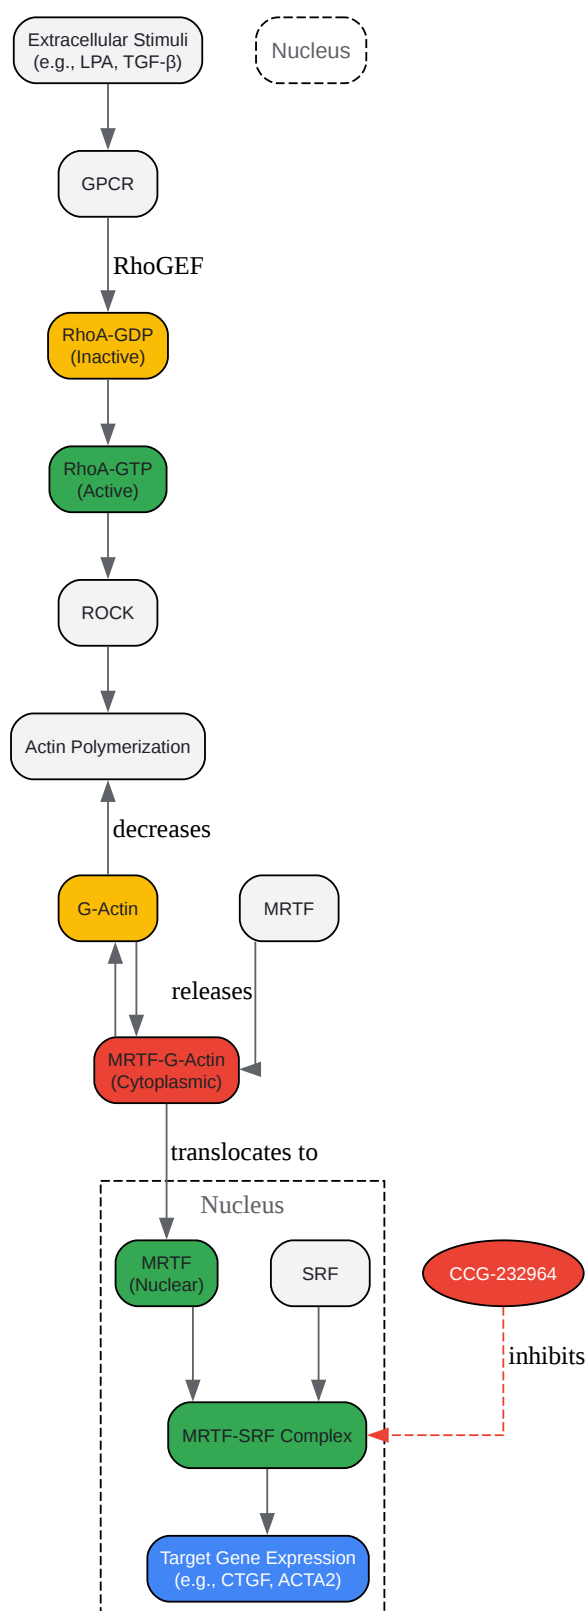 Extracellular Stimuli
(e.g., LPA, TGF-β)
Nucleus
GPCR
RhoGEF
RhoA-GDP
(Inactive)
RhoA-GTP
(Active)
ROCK
Actin Polymerization
decreases
G-Actin
MRTF
releases
MRTF-G-Actin
(Cytoplasmic)
translocates to
Nucleus
MRTF
(Nuclear)
SRF
CCG-232964
inhibits
MRTF-SRF Complex
Target Gene Expression
(e.g., CTGF, ACTA2)